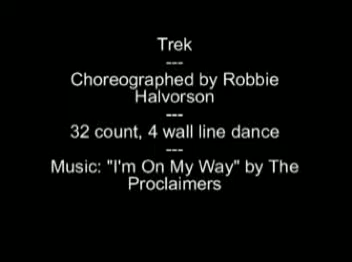 Trek
---
Choreographed by Robbie
Halvorson
---
32 count, 4 wall line dance
---
Music: "I'm On My Way" by The
Proclaimers